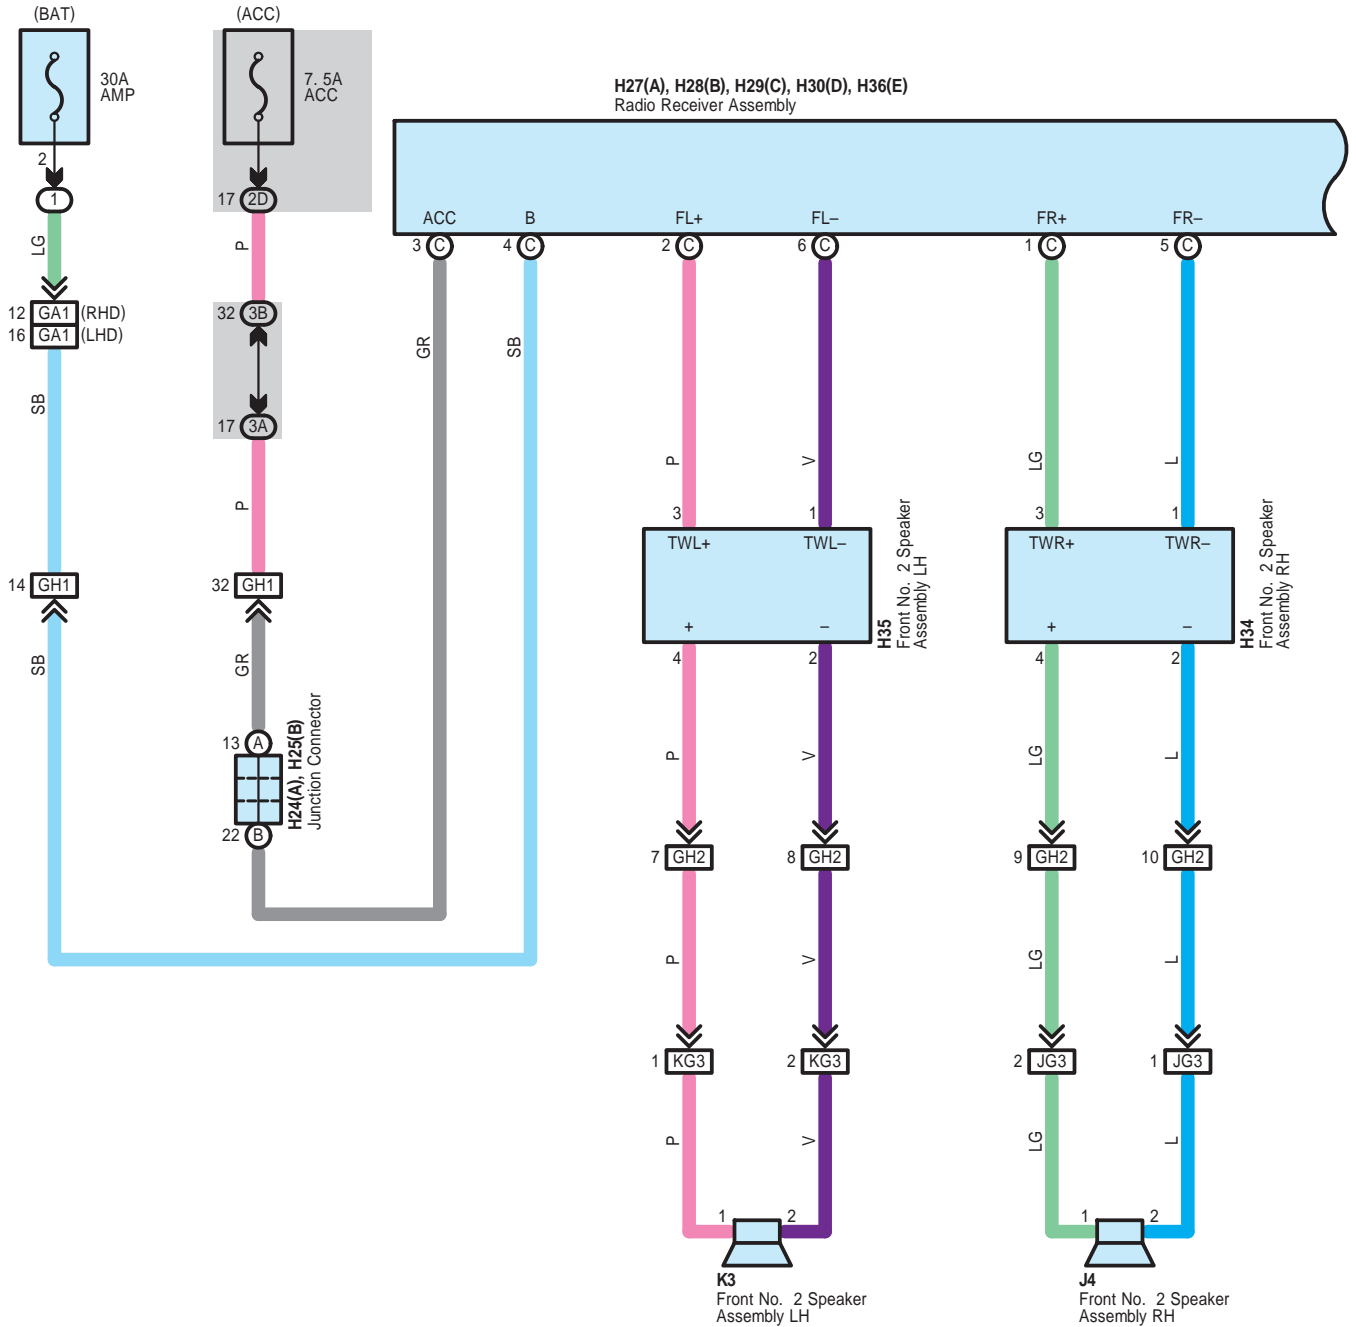 (BAT)
(ACC)
30A
AMP
7. 5A
ACC
H27(A), H28(B), H29(C), H30(D), H36(E)
Radio Receiver Assembly
2
1
17 2D
ACC
B
FL+
FL–
FR+
FR–
3 C
4 C
2 C
6 C
1 C
5 C
LG
P
12 GA1 (RHD)
16 GA1 (LHD)
32 3B
GR
SB
SB
17 3A
P
V
LG
L
P
3
1
3
1
TWL+
TWL–
TWR+
TWR–
+
–
+
–
H35
Front No. 2 Speaker
Assembly LH
H34
Front No. 2 Speaker
Assembly RH
14 GH1
32 GH1
4
2
4
2
SB
GR
13 A
H24(A), H25(B)
Junction Connector
22 B
P
V
LG
L
7 GH2
8 GH2
9 GH2
10 GH2
P
V
LG
L
1 KG3
2 KG3
2 JG3
1 JG3
P
V
LG
L
1
2
1
2
K3
Front No. 2 Speaker
Assembly LH
J4
Front No. 2 Speaker
Assembly RH